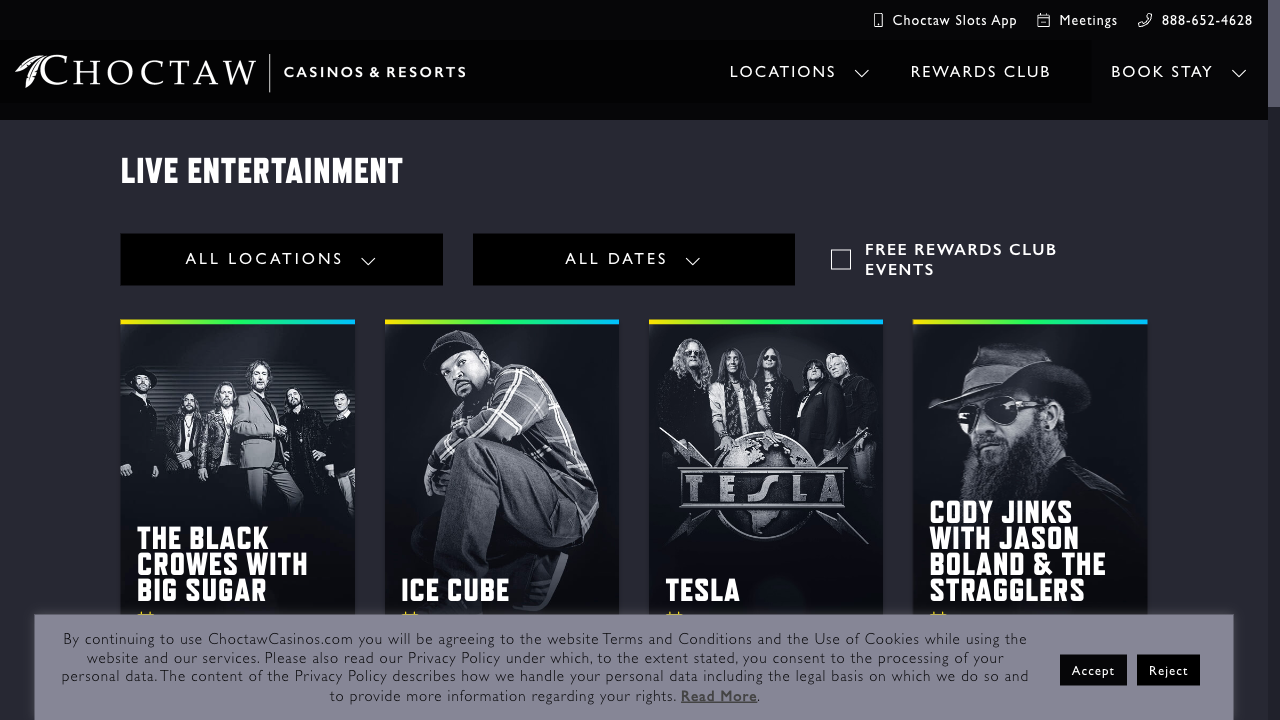 Choctaw Slots App
Meetings
888-652-4628
CHOCTAW
CASINOS & RESORTS
LOCATIONS
REWARDS CLUB
BOOK STAY
LIVE ENTERTAINMENT
ALL LOCATIONS
ALL DATES
FREE REWARDS CLUB
EVENTS
THE BLACK
CROWES WITH
BIG SUGAR
ICE CUBE
TESLA
TESLA
CODY JINKS
WITH JASON
BOLAND & THE
STRAGGLERS
By continuing to use ChoctawCasinos.com you will be agreeing to the website Terms and Conditions and the Use of Cookies while using the
website and our services. Please also read our Privacy Policy under which, to the extent stated, you consent to the processing of your
personal data. The content of the Privacy Policy describes how we handle your personal data including the legal basis on which we do so and
to provide more information regarding your rights. Read More.
Accept
Reject